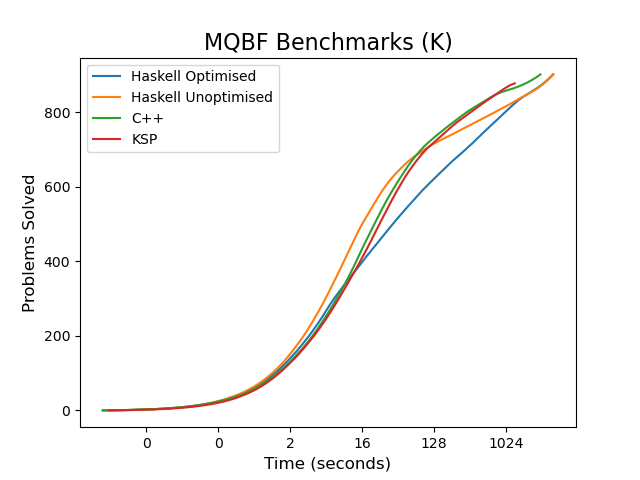 MQBF Benchmarks (K)
Haskell Optimised
Haskell Unoptimised
C++
KSP
Problems Solved
800
600
400
200
0
0 0 2 16 128 1024
Time (seconds)